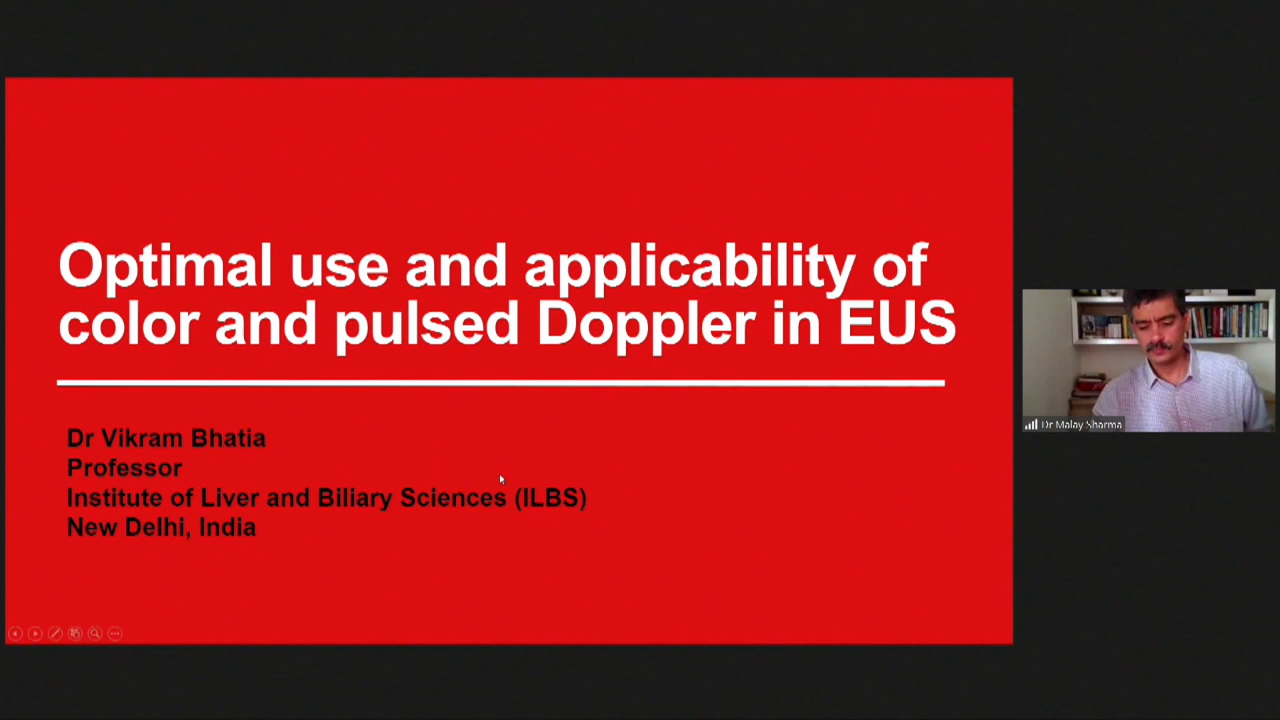 Optimal use and applicability of
color and pulsed Doppler in EUS
Dr Vikram Bhatia
Professor
Institute of Liver and Biliary Sciences (ILBS)
New Delhi, India
Dr Malay Sharma